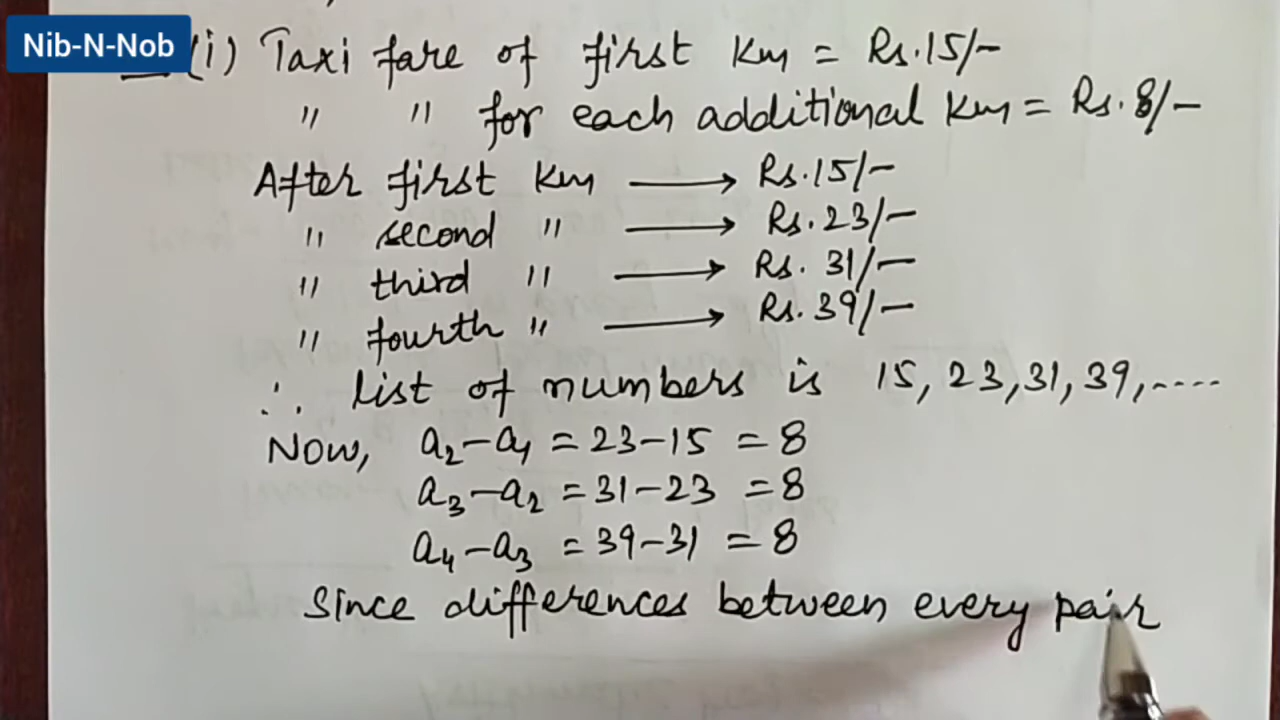 Nib-N-Nob
(i) Taxi fare of first Km = Rs.15/-
" " for each additional Km = Rs. 8/-
After first Km ⟶ Rs.15/-
" second " ⟶ Rs. 23/-
" third " ⟶ Rs. 31/-
" fourth " ⟶ Rs. 39/-
∴ list of numbers is 15, 23, 31, 39, ....
Now, a₂-a₁ = 23-15 = 8
a₃-a₂ = 31-23 = 8
a₄-a₃ = 39-31 = 8
Since differences between every pair